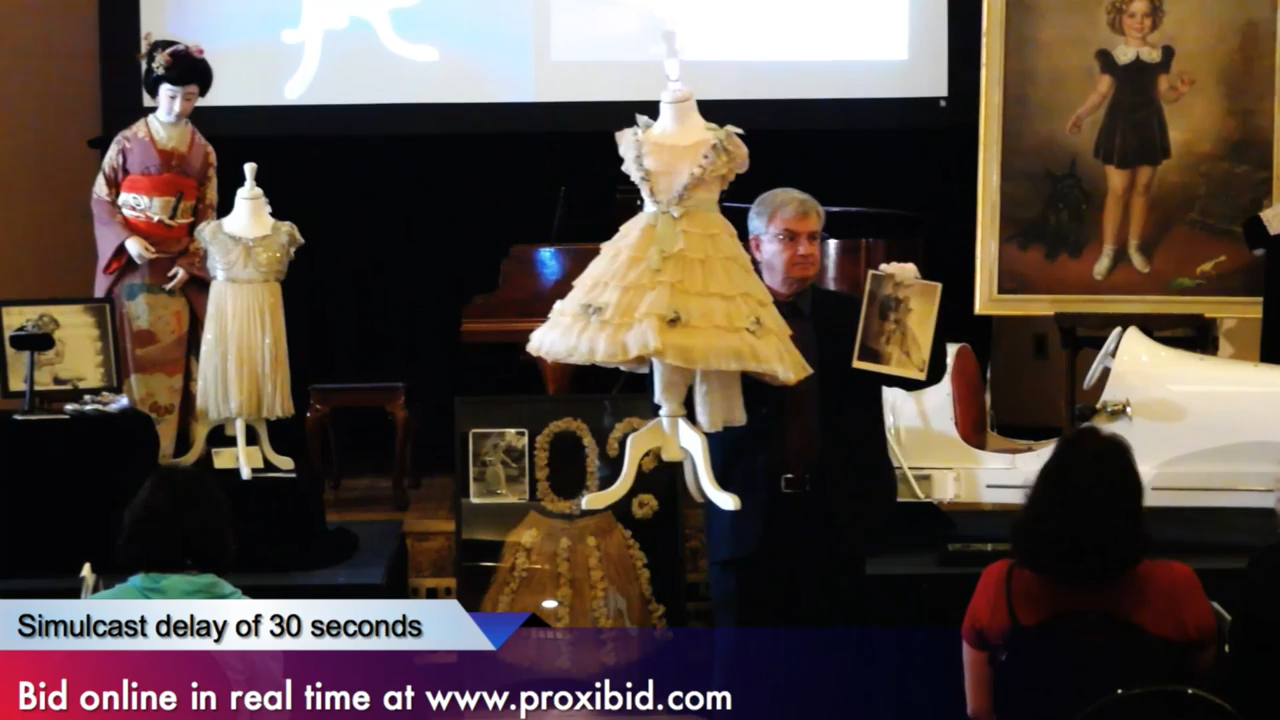 Simulcast delay of 30 seconds
Bid online in real time at www.proxibid.com